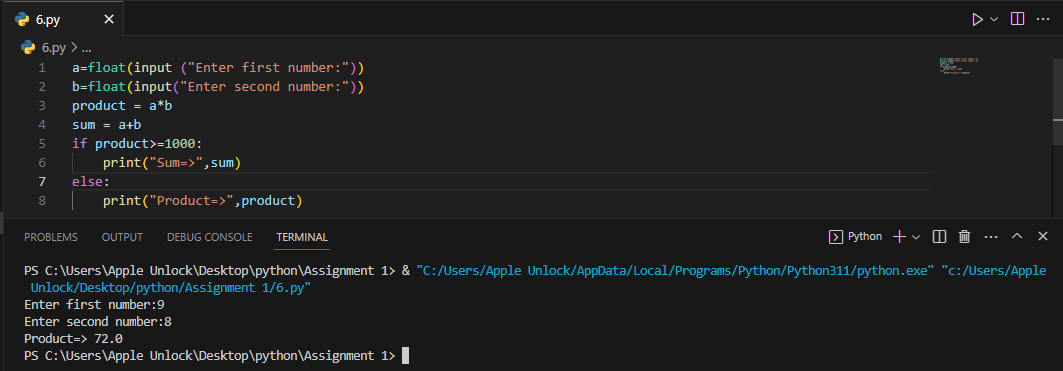 6.py
6.py > ...
1 a=float(input ("Enter first number:"))
2 b=float(input("Enter second number:"))
3 product = a*b
4 sum = a+b
5 if product>=1000:
6     print("Sum=>",sum)
7 else:
8     print("Product=>",product)
PROBLEMS OUTPUT DEBUG CONSOLE TERMINAL Python
PS C:\Users\Apple Unlock\Desktop\python\Assignment 1> & "C:/Users/Apple Unlock/AppData/Local/Programs/Python/Python311/python.exe" "c:/Users/Apple
Unlock/Desktop/python/Assignment 1/6.py"
Enter first number:9
Enter second number:8
Product=> 72.0
PS C:\Users\Apple Unlock\Desktop\python\Assignment 1>